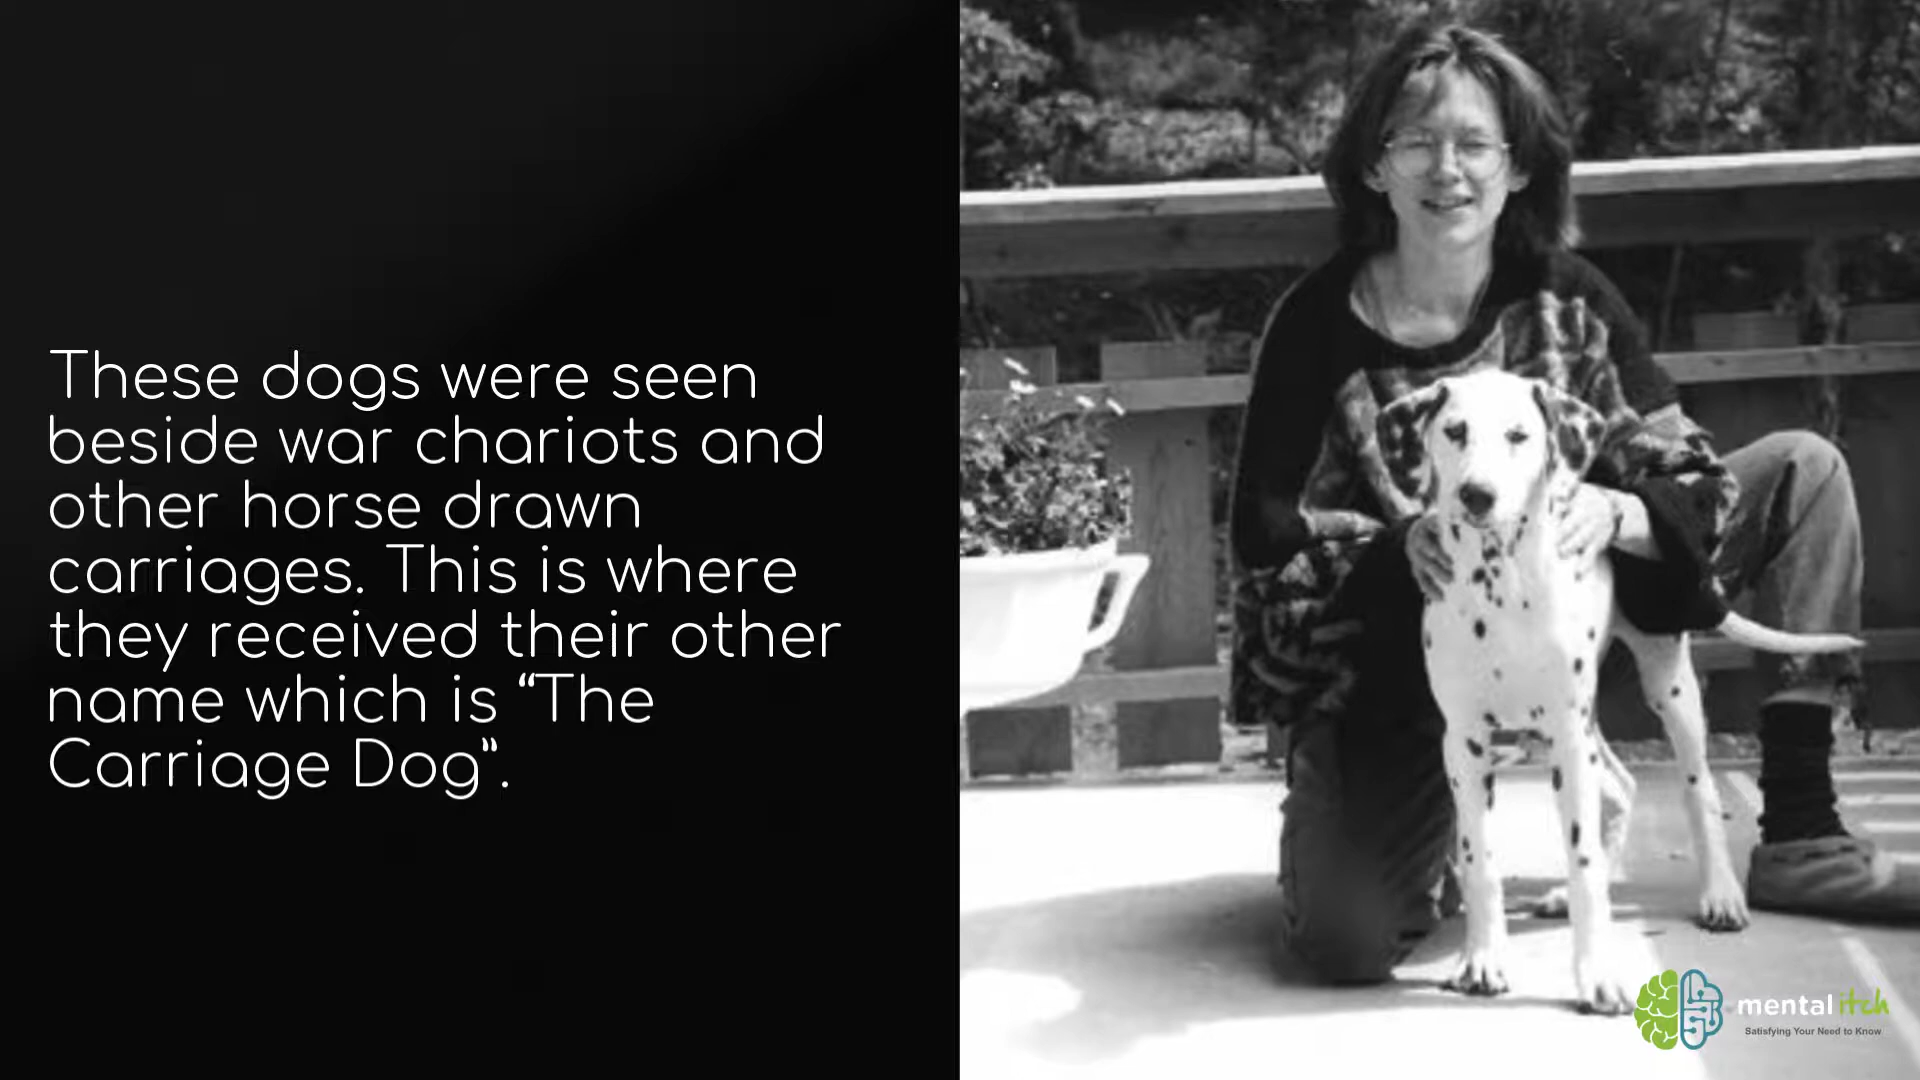 These dogs were seen
beside war chariots and
other horse drawn
carriages. This is where
they received their other
name which is “The
Carriage Dog”.
mental itch
Satisfying Your Need to Know